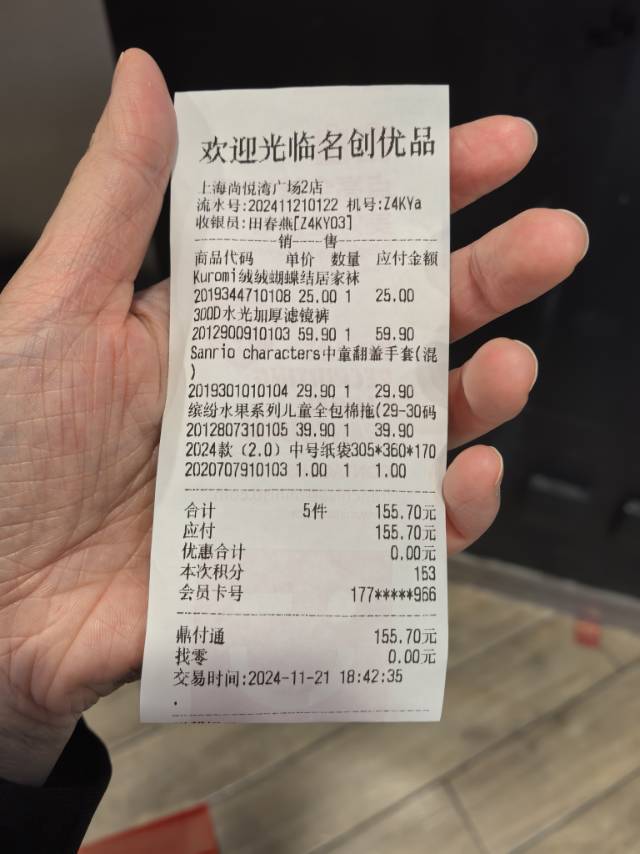 欢迎光临名创优品
上海尚悦湾广场2店
流水号:202411210122 机号:Z4KYa
收银员:田春燕[Z4KY03]
销 售
商品代码 单价 数量 应付金额
Kuromi绒绒蝴蝶结居家袜
2019344710108 25.00 1 25.00
300D水光加厚滤镜裤
2012900910103 59.90 1 59.90
Sanrio characters中童翻盖手套(混
)
2019301010104 29.90 1 29.90
缤纷水果系列儿童全包棉拖(29-30码
2012807310105 39.90 1 39.90
2024款（2.0）中号纸袋305*360*170
2020707910103 1.00 1 1.00
合计 5件 155.70元
应付 155.70元
优惠合计 0.00元
本次积分 153
会员卡号 177*****966
鼎付通 155.70元
找零 0.00元
交易时间:2024-11-21 18:42:35